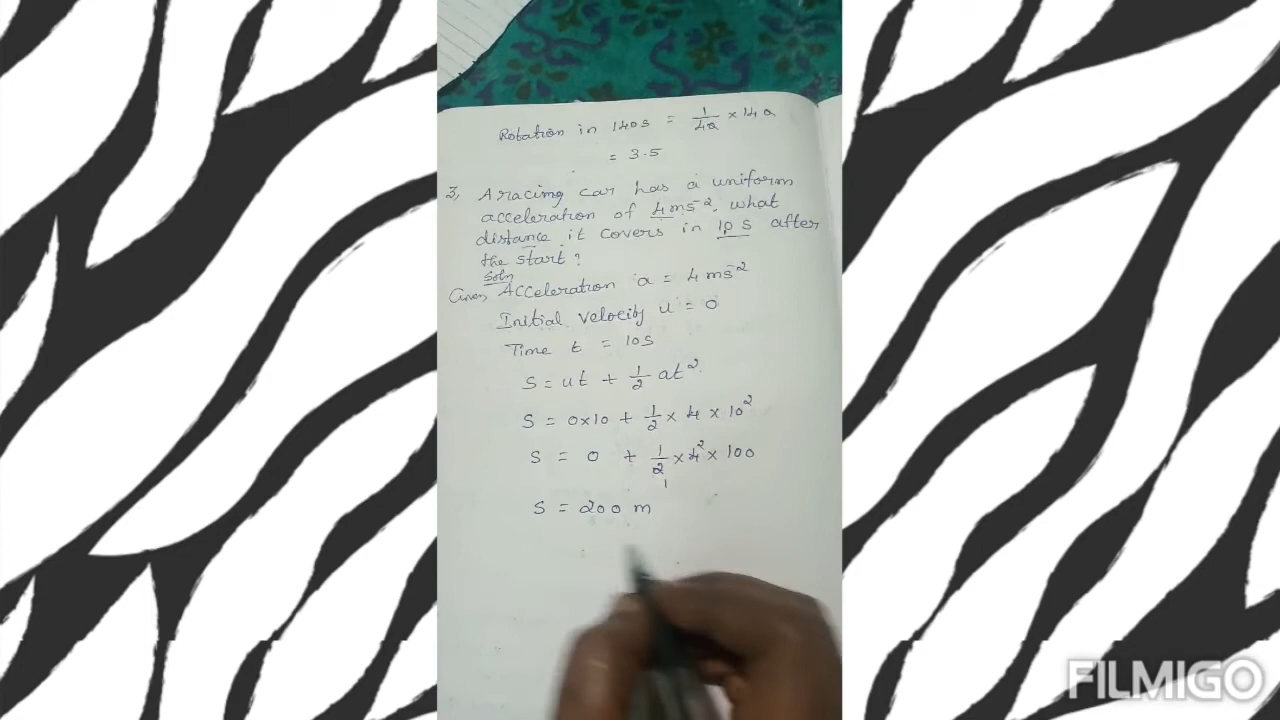 Rotation in 140s = 1/40 × 140
= 3.5
3, A racing car has a uniform
acceleration of 4ms⁻². what
distance it covers in 10 s after
the start?
Soln
Given Acceleration a = 4 ms⁻²
Initial velocity u = 0
Time t = 10s
S = ut + 1/2 at²
S = 0×10 + 1/2 × 4 × 10²
S = 0 + 1/2 × 4 2 × 100
1
S = 200 m
FILMIGO